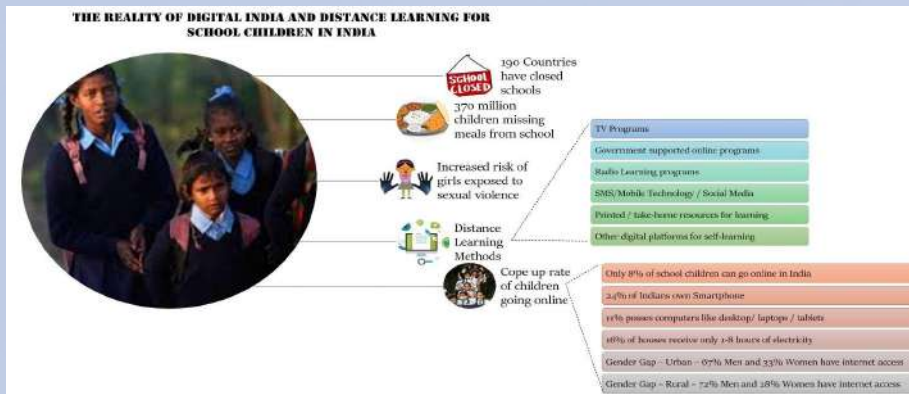 THE REALITY OF DIGITAL INDIA AND DISTANCE LEARNING FOR
SCHOOL CHILDREN IN INDIA
SCHOOL
CLOSED
190 Countries
have closed
schools
370 million
children missing
meals from school
Increased risk of
girls exposed to
sexual violence
Distance
Learning
Methods
TV Programs
Government supported online programs
Radio Learning programs
SMS/Mobile Technology / Social Media
Printed / take-home resources for learning
Other digital platforms for self-learning
Cope up rate
of children
going online
Only 8% of school children can go online in India
24% of Indians own Smartphone
11% posses computers like desktop/ laptops / tablets
16% of houses receive only 1-8 hours of electricity
Gender Gap – Urban – 67% Men and 33% Women have internet access
Gender Gap – Rural – 72% Men and 28% Women have internet access